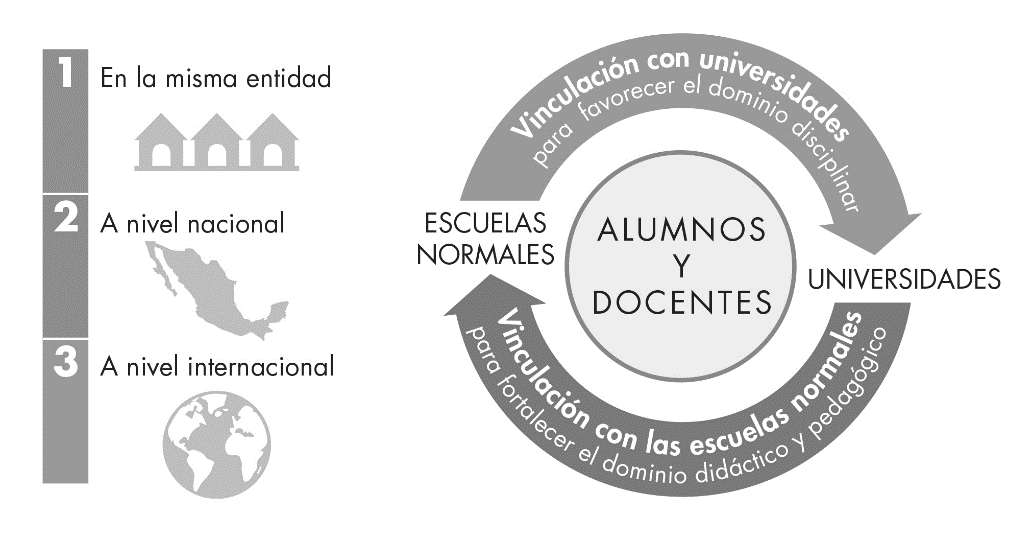 1
En la misma entidad
2
A nivel nacional
3
A nivel internacional
Vinculación con universidades
para favorecer el dominio disciplinar
ESCUELAS
NORMALES
ALUMNOS
Y
DOCENTES
UNIVERSIDADES
Vinculación con las escuelas normales
para fortalecer el dominio didáctico y pedagógico